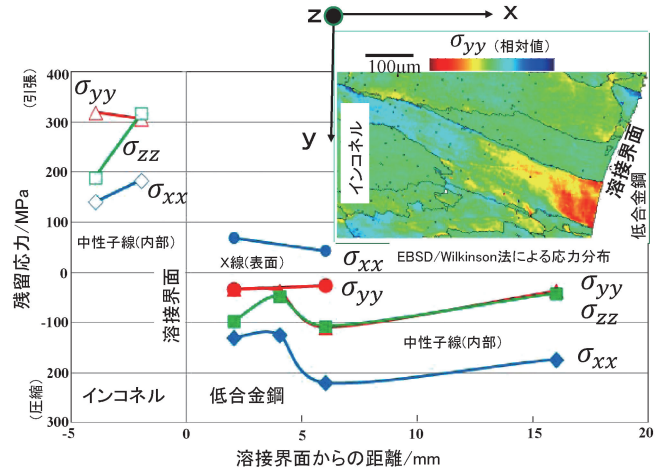 z
x
y
σyy (相対値)
100μm
インコネル
溶接界面
低合金鋼
EBSD/Wilkinson法による応力分布
残留応力/MPa
(引張)
(圧縮)
400
300
200
100
0
-100
200
300
σyy
σzz
σxx
中性子線(内部)
溶接界面
X線(表面)
σxx
σyy
σyy
σzz
中性子線(内部)
σxx
インコネル
低合金鋼
-5
0
5
10
15
20
溶接界面からの距離/mm